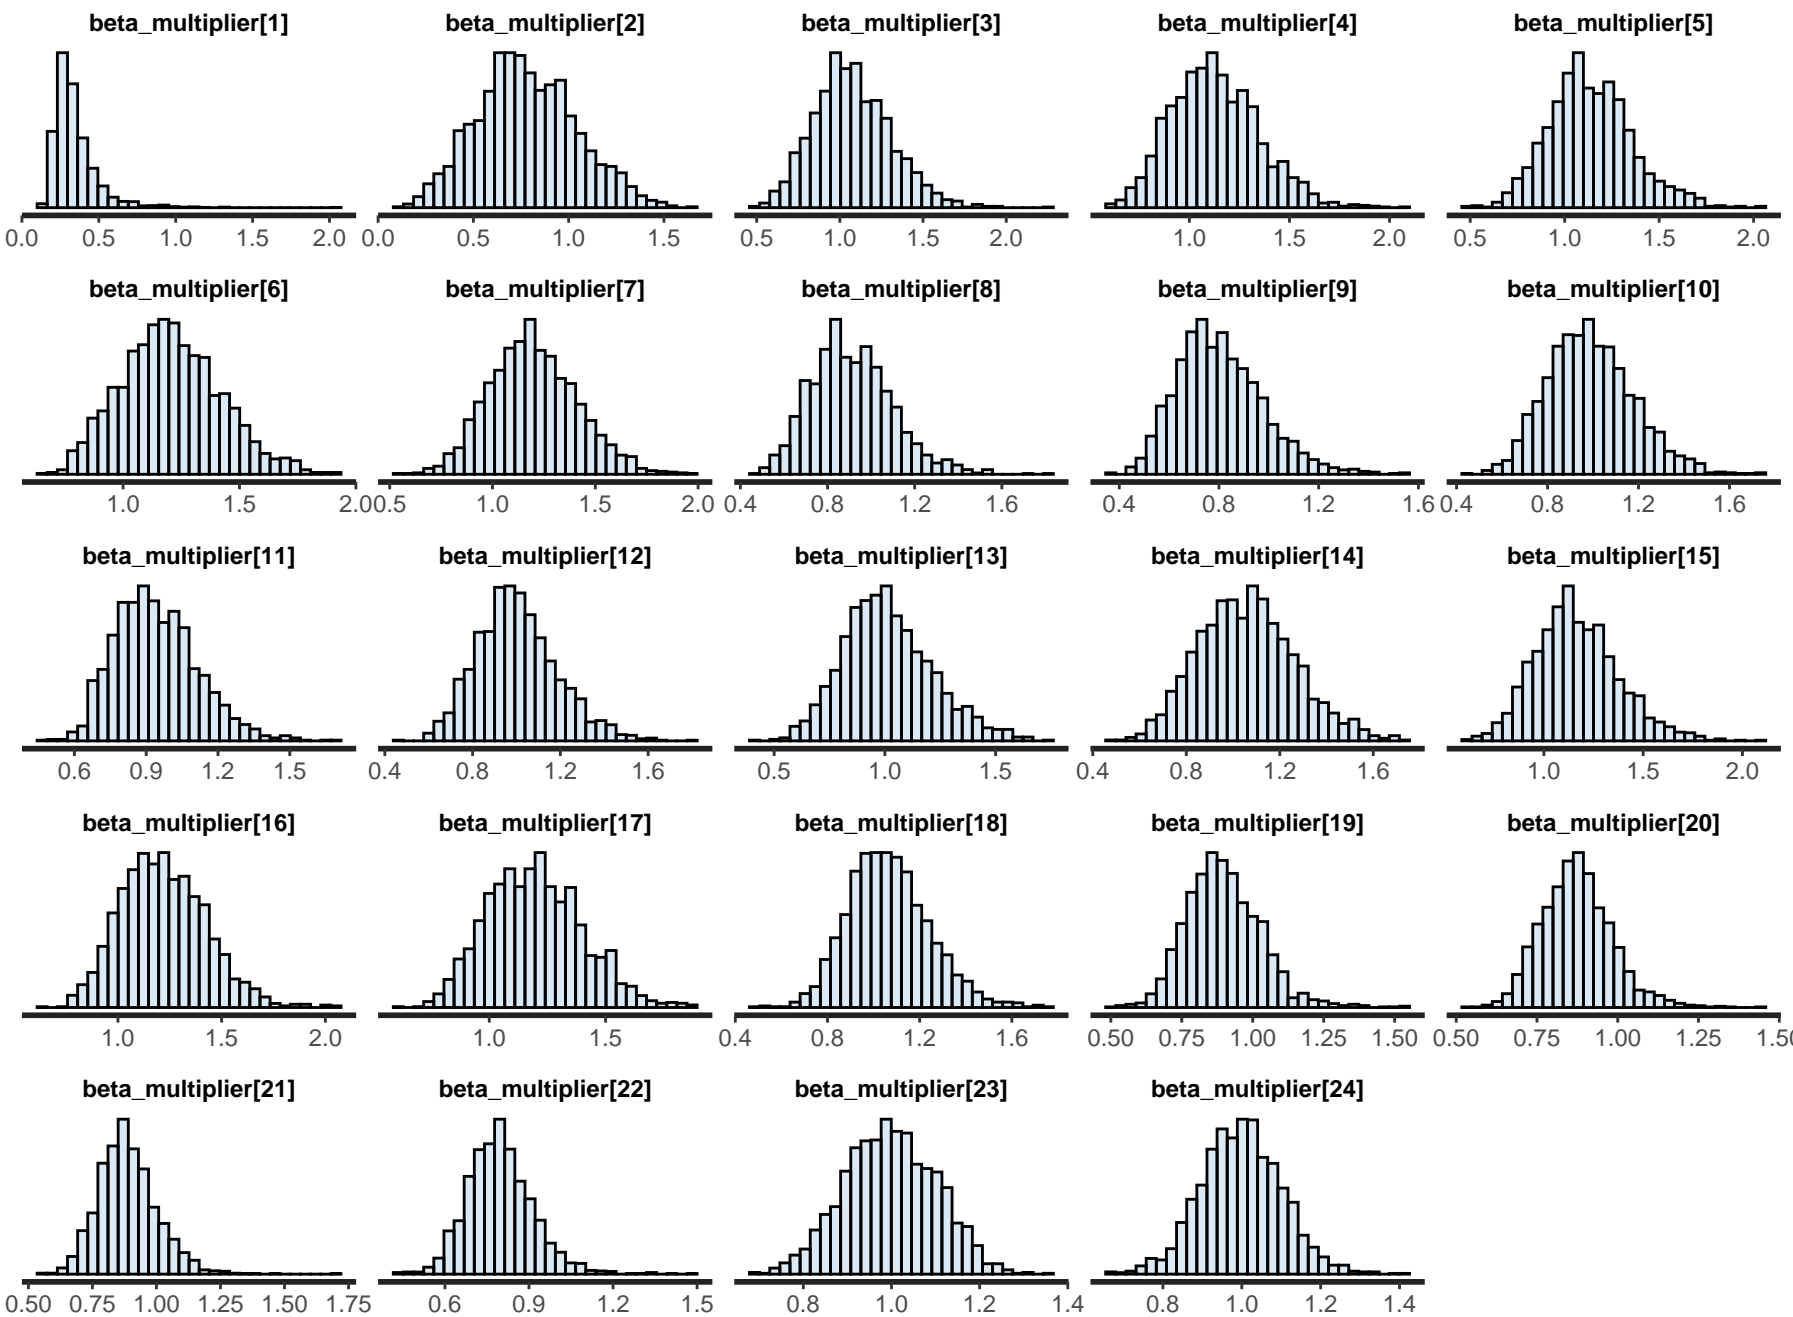 beta_multiplier[1] beta_multiplier[2] beta_multiplier[3] beta_multiplier[4] beta_multiplier[5]
0.0 0.5 1.0 1.5 2.0 0.0 0.5 1.0 1.5 0.5 1.0 1.5 2.0 1.0 1.5 2.0 0.5 1.0 1.5 2.0
beta_multiplier[6] beta_multiplier[7] beta_multiplier[8] beta_multiplier[9] beta_multiplier[10]
1.0 1.5 2.0 0.5 1.0 1.5 2.0 0.4 0.8 1.2 1.6 0.4 0.8 1.2 1.6 0.4 0.8 1.2 1.6
beta_multiplier[11] beta_multiplier[12] beta_multiplier[13] beta_multiplier[14] beta_multiplier[15]
0.6 0.9 1.2 1.5 0.4 0.8 1.2 1.6 0.5 1.0 1.5 0.4 0.8 1.2 1.6 1.0 1.5 2.0
beta_multiplier[16] beta_multiplier[17] beta_multiplier[18] beta_multiplier[19] beta_multiplier[20]
1.0 1.5 2.0 1.0 1.5 0.4 0.8 1.2 1.6 0.50 0.75 1.00 1.25 1.50 0.50 0.75 1.00 1.25 1.50
beta_multiplier[21] beta_multiplier[22] beta_multiplier[23] beta_multiplier[24]
0.50 0.75 1.00 1.25 1.50 1.75 0.6 0.9 1.2 1.5 0.8 1.0 1.2 1.4 0.8 1.0 1.2 1.4